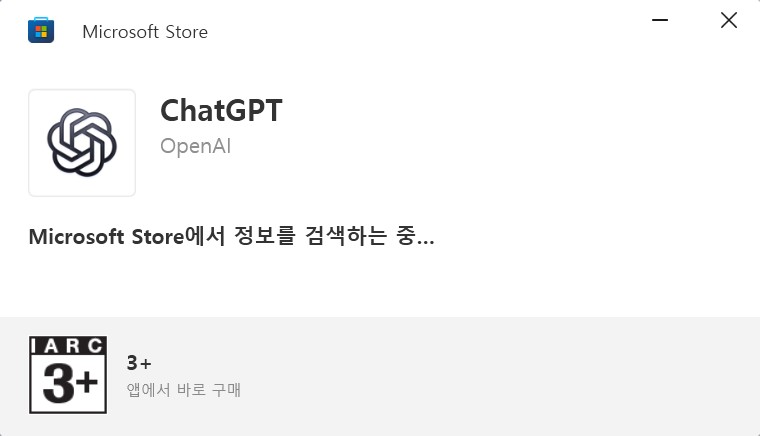 Microsoft Store
ChatGPT
OpenAI
Microsoft Store에서 정보를 검색하는 중...
IARC
3+
3+
앱에서 바로 구매